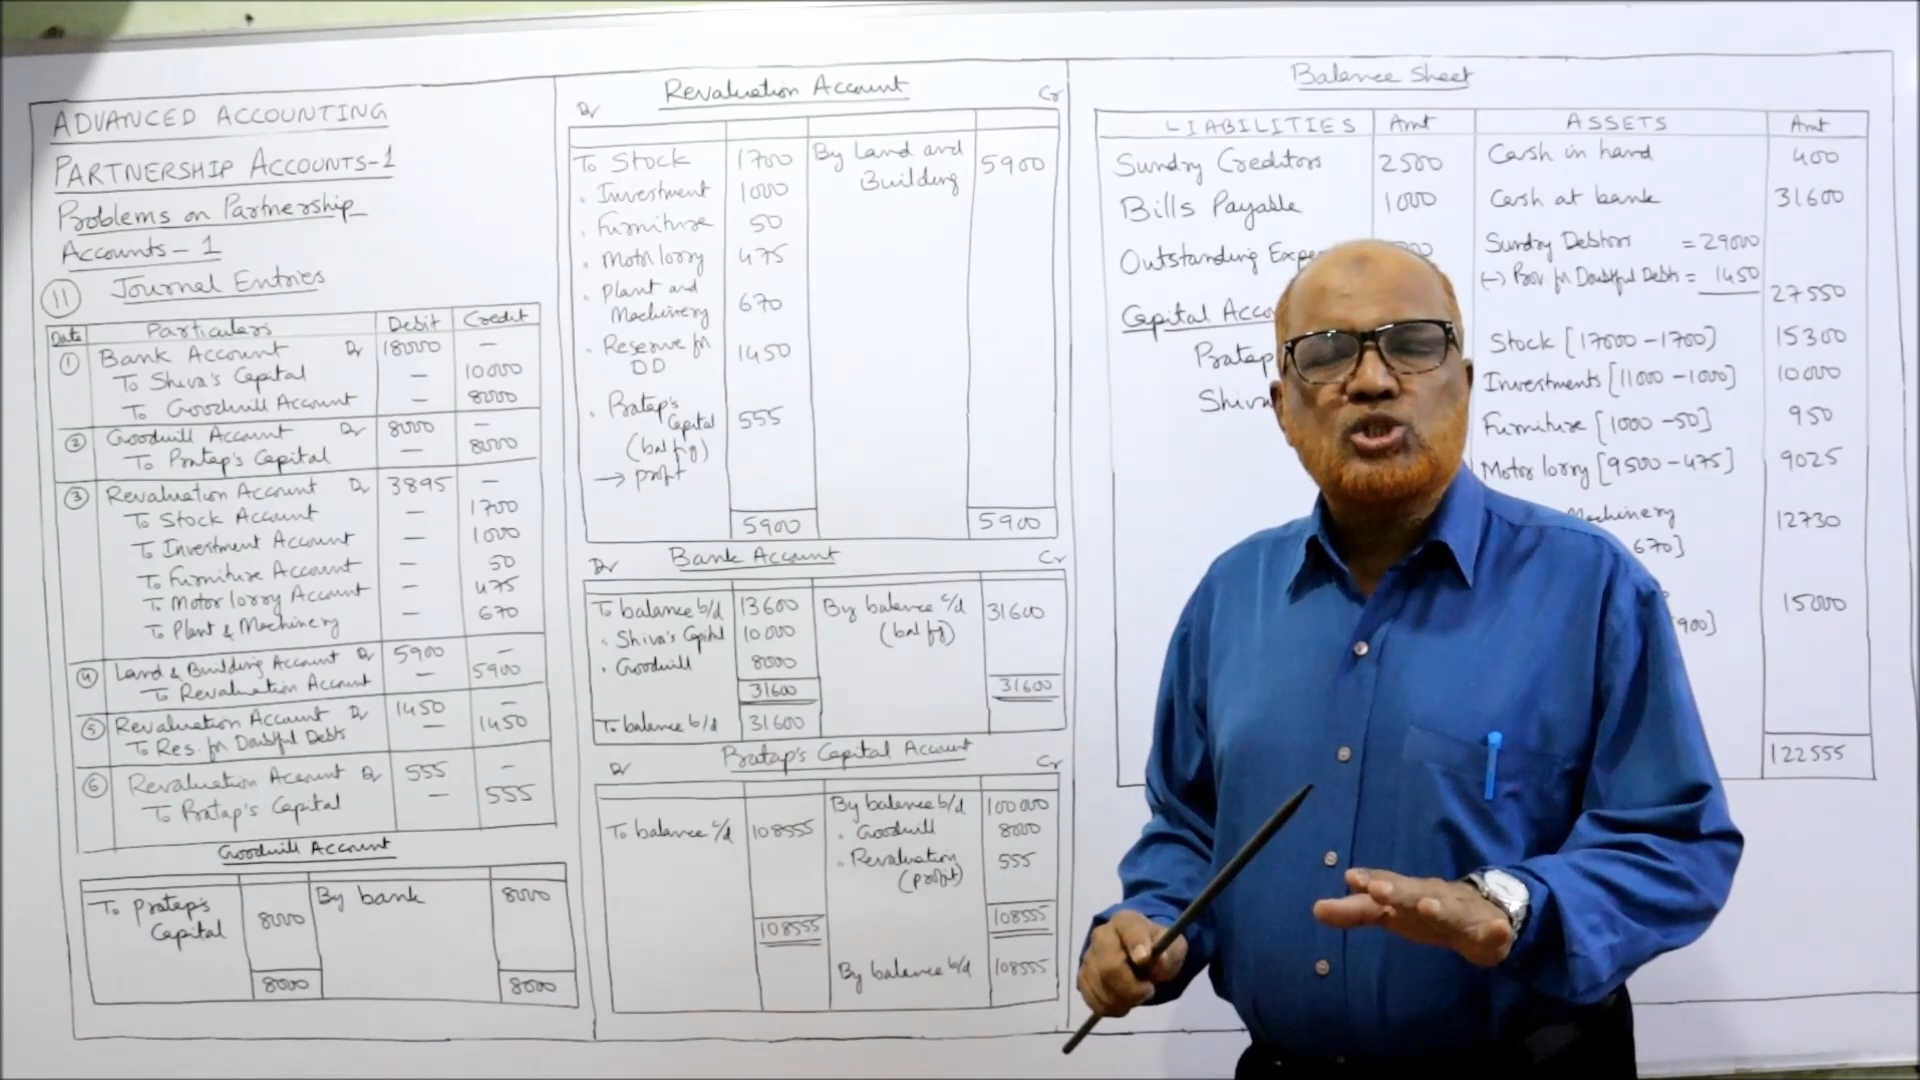 ADVANCED ACCOUNTING
PARTNERSHIP ACCOUNTS-1
Problems on Partnership
Accounts - 1
11 Journal Entries
Date Particulars Debit Credit
1 Bank Account Dr 18000 -
To Shiva's Capital - 10000
To Goodwill Account - 8000
2 Goodwill Account Dr 8000 -
To Pratap's Capital - 8000
3 Revaluation Account Dr 3895 -
To Stock Account - 1700
To Investment Account - 1000
To Furniture Account - 50
To Motor lorry Account - 475
To Plant & Machinery - 670
4 Land & Building Account Dr 5900 -
To Revaluation Account - 5900
5 Revaluation Account Dr 1450 -
To Res. for Doubtful Debts - 1450
6 Revaluation Account Dr 555 -
To Pratap's Capital - 555
Goodwill Account
To Pratap's 8000 By bank 8000
Capital
8000 8000
Revaluation Account
Dr Cr
To Stock 1700 By Land and 5900
Building
" Investment 1000
" Furniture 50
" Motor lorry 475
" Plant and
Machinery 670
" Reserve for 1450
DD
" Pratap's
Capital 555
(bal fg)
→ profit
5900 5900
Bank Account
Dr Cr
To balance b/d 13600 By balance c/d 31600
(bal fg)
" Shiva's Capital 10000
" Goodwill 8000
31600 31600
To balance b/d 31600
Pratap's Capital Account
Dr Cr
By balance b/d 100000
To balance c/d 108555 " Goodwill 8000
" Revaluation 555
(profit)
108555 108555
By balance b/d 108555
Balance Sheet
LIABILITIES Amt ASSETS Amt
Sundry Creditors 2500 Cash in hand 400
Bills Payable 1000 Cash at bank 31600
Outstanding Sundry Debtors = 29000
(-) Prov. for Doubtful Debts = 1450
27550
Capital Stock [17000 - 1700] 15300
Investments [11000 - 1000] 10000
Shiva Furniture [1000 - 50] 950
Motor lorry [9500 - 475] 9025
Machinery 12730
670]
15000
900]
122555